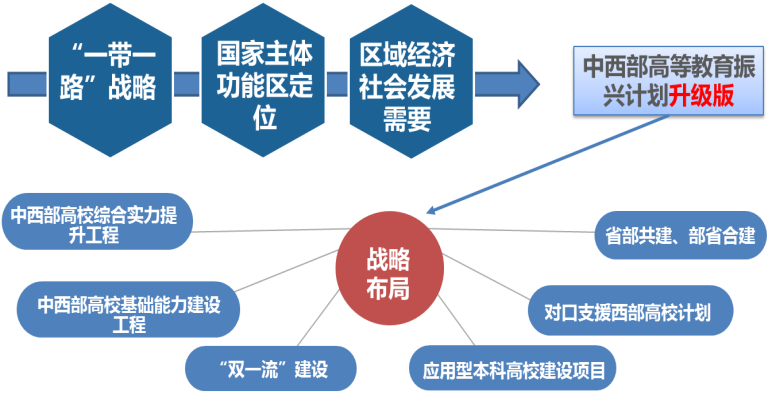 “一带一
路”战略
国家主体
功能区定
位
区域经济
社会发展
需要
中西部高等教育振
兴计划升级版
战略
布局
中西部高校综合实力提
升工程
中西部高校基础能力建设
工程
“双一流”建设
应用型本科高校建设项目
对口支援西部高校计划
省部共建、部省合建